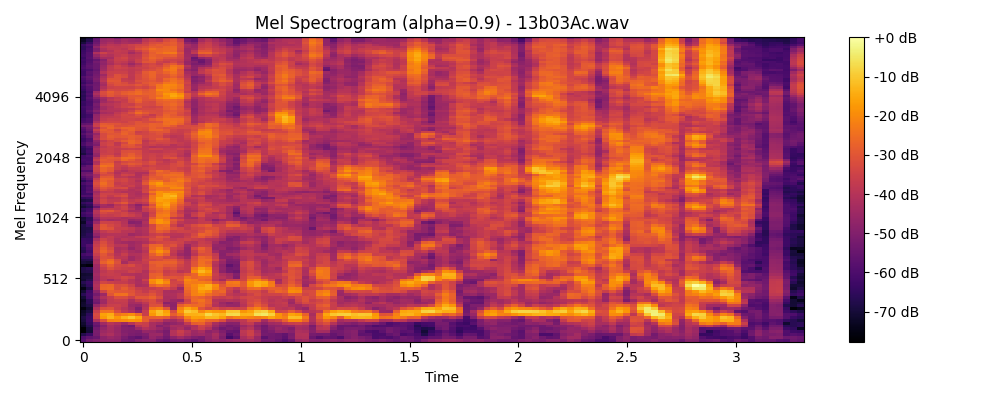 Mel Spectrogram (alpha=0.9) - 13b03Ac.wav
Mel Frequency
4096
2048
1024
512
0
0
0.5
1
1.5
2
2.5
3
Time
+0 dB
-10 dB
-20 dB
-30 dB
-40 dB
-50 dB
-60 dB
-70 dB